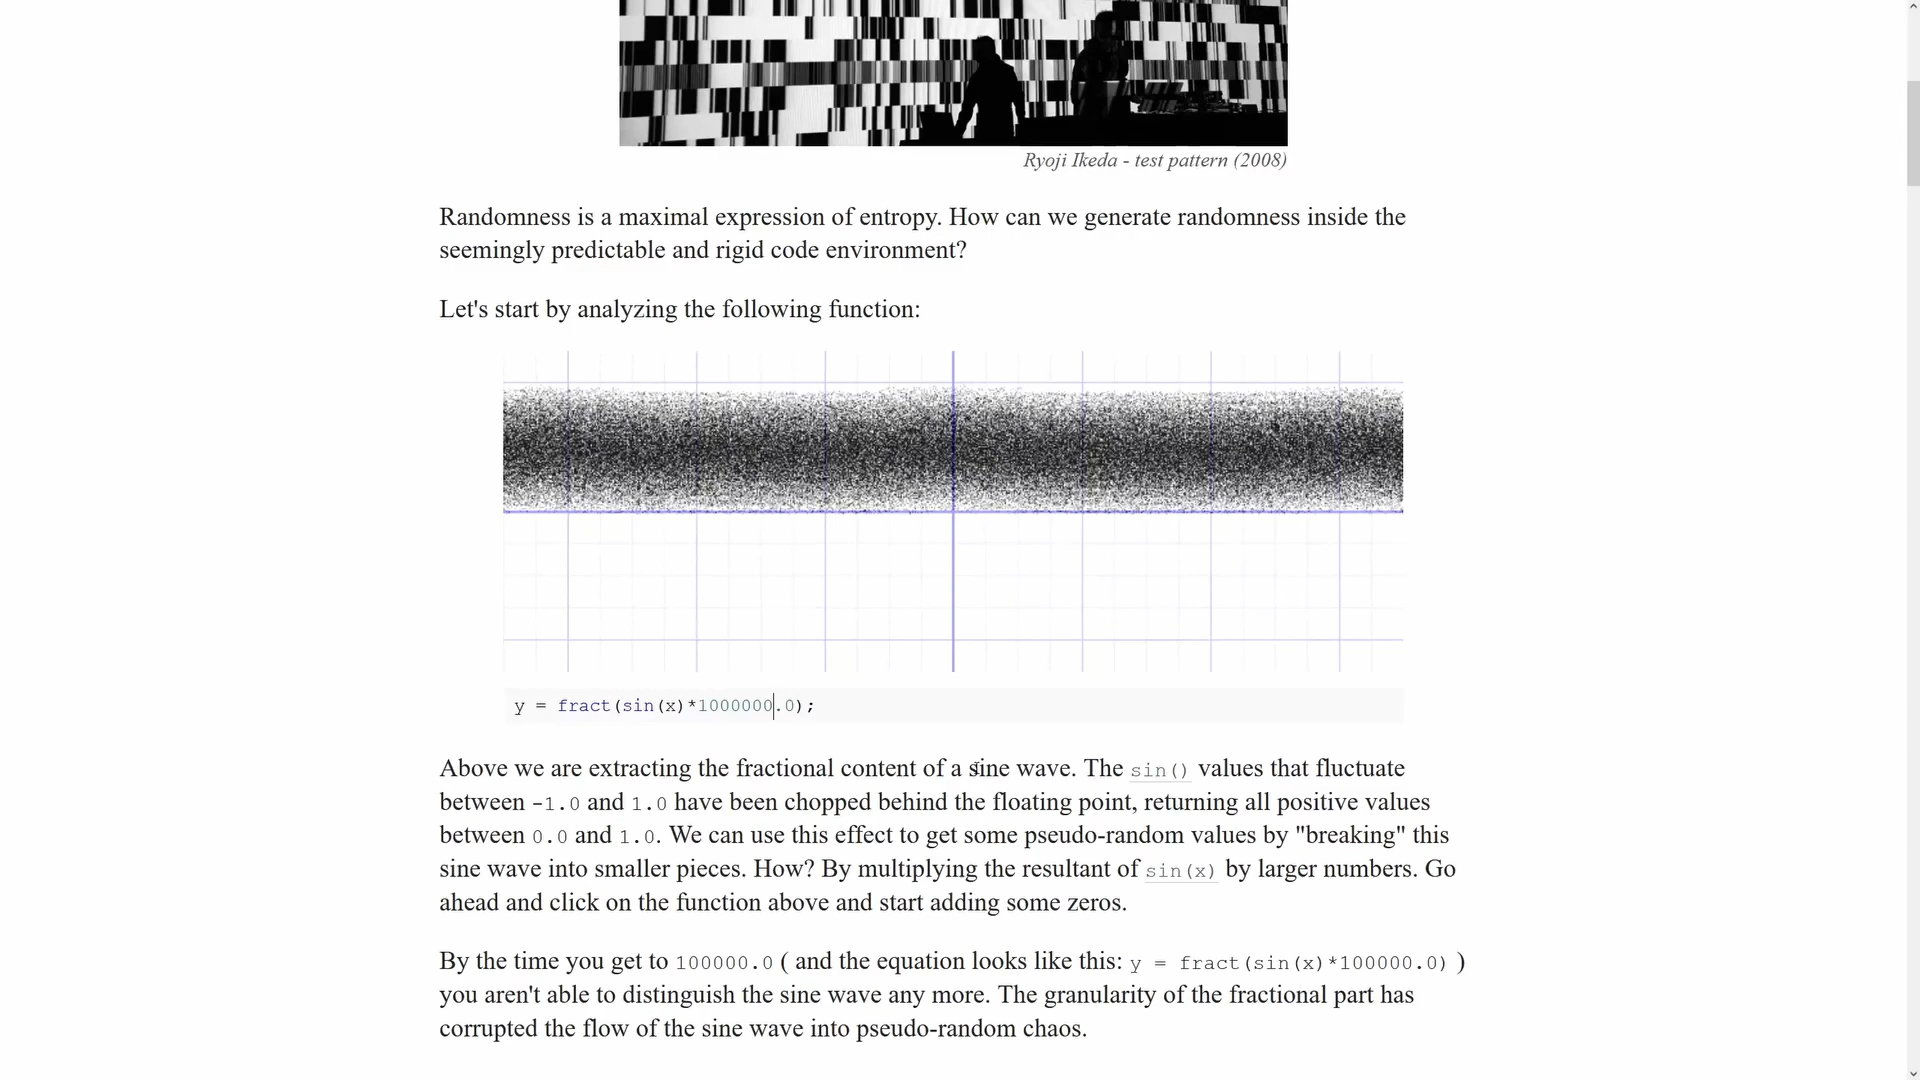 Ryoji Ikeda - test pattern (2008)
Randomness is a maximal expression of entropy. How can we generate randomness inside the
seemingly predictable and rigid code environment?
Let's start by analyzing the following function:
y = fract(sin(x)*1000000.0);
Above we are extracting the fractional content of a sine wave. The sin() values that fluctuate
between -1.0 and 1.0 have been chopped behind the floating point, returning all positive values
between 0.0 and 1.0. We can use this effect to get some pseudo-random values by "breaking" this
sine wave into smaller pieces. How? By multiplying the resultant of sin(x) by larger numbers. Go
ahead and click on the function above and start adding some zeros.
By the time you get to 100000.0 ( and the equation looks like this: y = fract(sin(x)*100000.0) )
you aren't able to distinguish the sine wave any more. The granularity of the fractional part has
corrupted the flow of the sine wave into pseudo-random chaos.